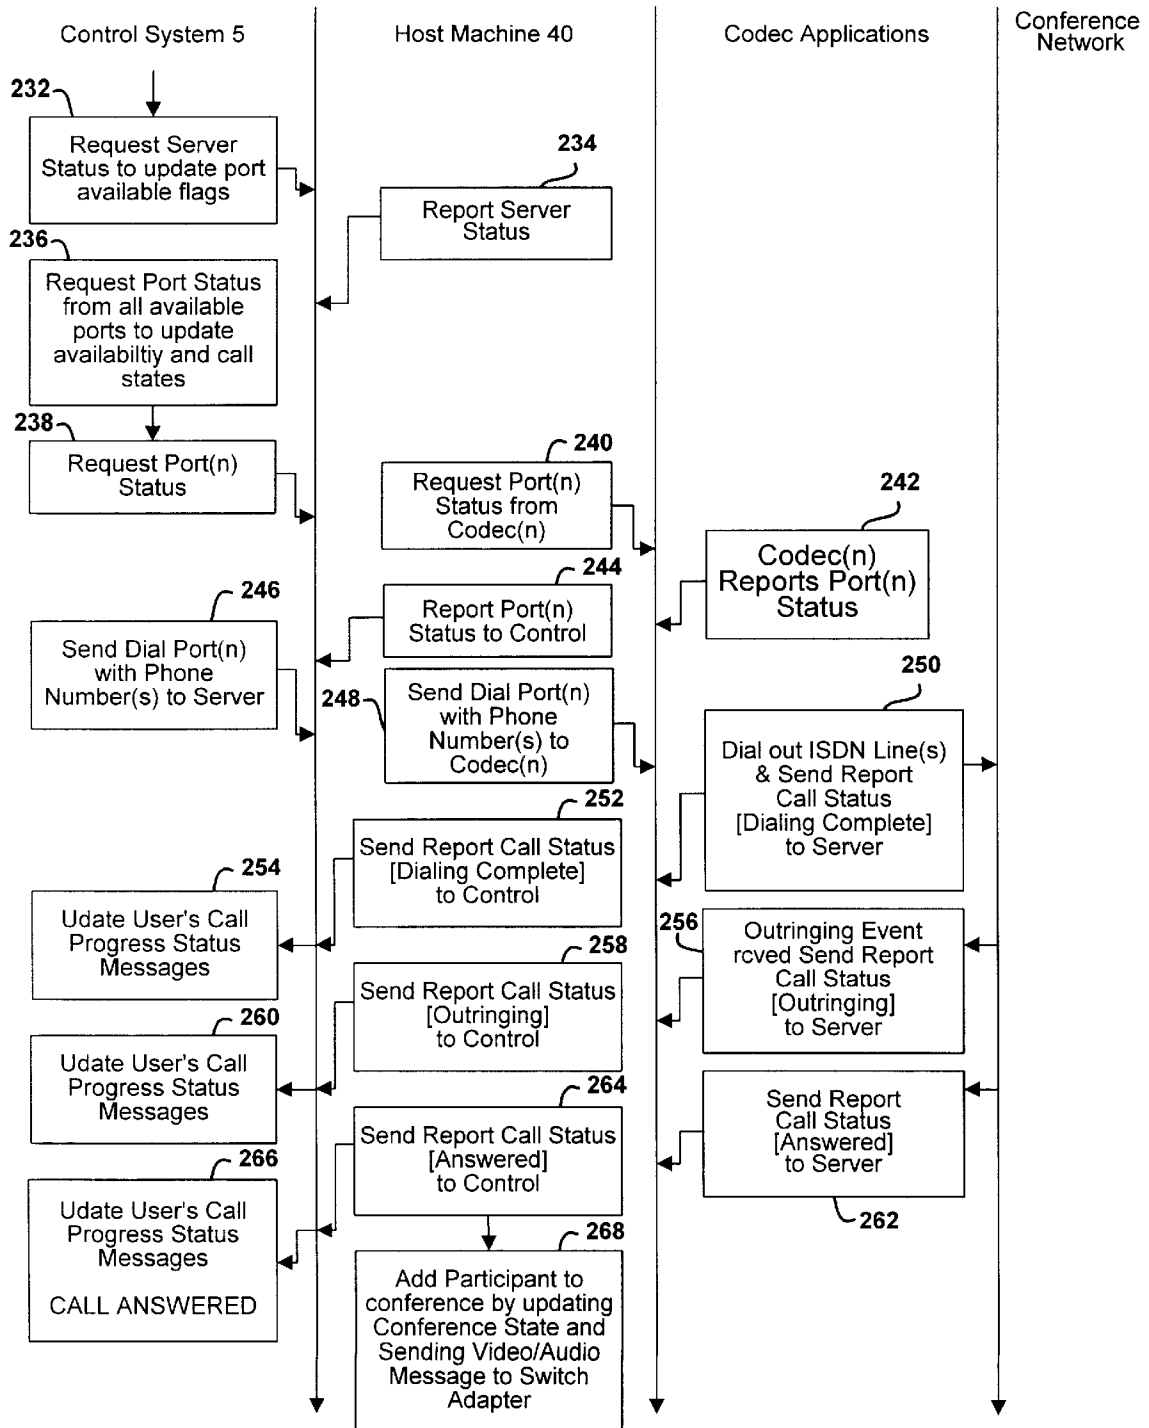 Control System 5
Host Machine 40
Codec Applications
Conference
Network
232
Request Server
Status to update port
available flags
234
Report Server
Status
236
Request Port Status
from all available
ports to update
availabiltiy and call
states
238
Request Port(n)
Status
240
Request Port(n)
Status from
Codec(n)
242
Codec(n)
Reports Port(n)
Status
244
Report Port(n)
Status to Control
246
Send Dial Port(n)
with Phone
Number(s) to Server
248
Send Dial Port(n)
with Phone
Number(s) to
Codec(n)
250
Dial out ISDN Line(s)
& Send Report
Call Status
[Dialing Complete]
to Server
252
Send Report Call Status
[Dialing Complete]
to Control
254
Udate User's Call
Progress Status
Messages
256
Outringing Event
rcved Send Report
Call Status
[Outringing]
to Server
258
Send Report Call Status
[Outringing]
to Control
260
Udate User's Call
Progress Status
Messages
262
Send Report
Call Status
[Answered]
to Server
264
Send Report Call Status
[Answered]
to Control
266
Udate User's Call
Progress Status
Messages
CALL ANSWERED
268
Add Participant to
conference by updating
Conference State and
Sending Video/Audio
Message to Switch
Adapter